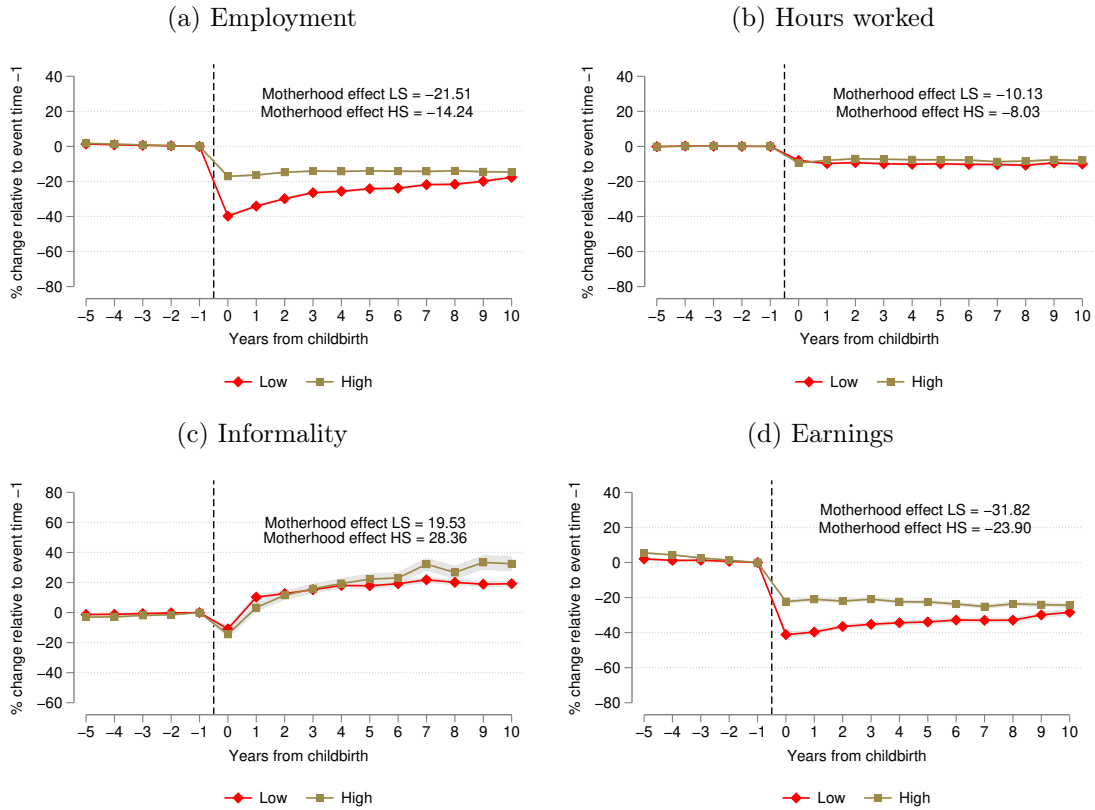 (a) Employment
% change relative to event time −1
40
20
0
−20
−40
−60
−80
Motherhood effect LS = −21.51
Motherhood effect HS = −14.24
−5 −4 −3 −2 −1 0 1 2 3 4 5 6 7 8 9 10
Years from childbirth
Low High
(b) Hours worked
% change relative to event time −1
40
20
0
−20
−40
−60
−80
Motherhood effect LS = −10.13
Motherhood effect HS = −8.03
−5 −4 −3 −2 −1 0 1 2 3 4 5 6 7 8 9 10
Years from childbirth
Low High
(c) Informality
% change relative to event time −1
80
60
40
20
0
−20
−40
−60
Motherhood effect LS = 19.53
Motherhood effect HS = 28.36
−5 −4 −3 −2 −1 0 1 2 3 4 5 6 7 8 9 10
Years from childbirth
Low High
(d) Earnings
% change relative to event time −1
40
20
0
−20
−40
−60
−80
Motherhood effect LS = −31.82
Motherhood effect HS = −23.90
−5 −4 −3 −2 −1 0 1 2 3 4 5 6 7 8 9 10
Years from childbirth
Low High